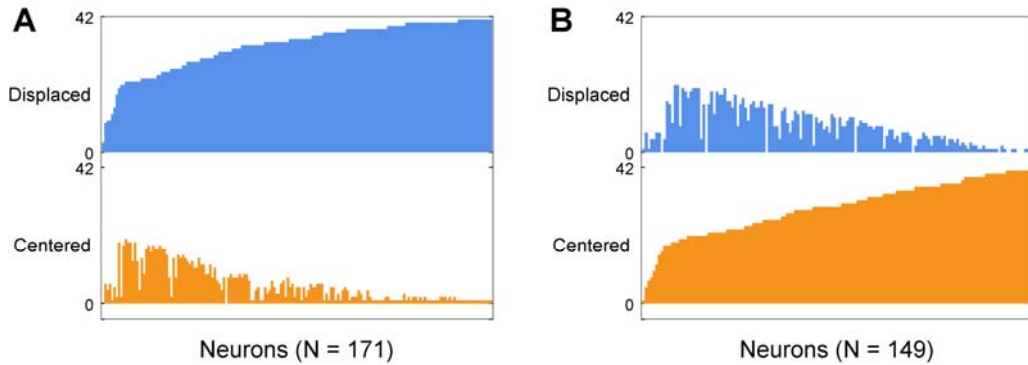 A
42
Displaced
0
42
Centered
0
Neurons (N = 171)
B
42
Displaced
0
42
Centered
0
Neurons (N = 149)